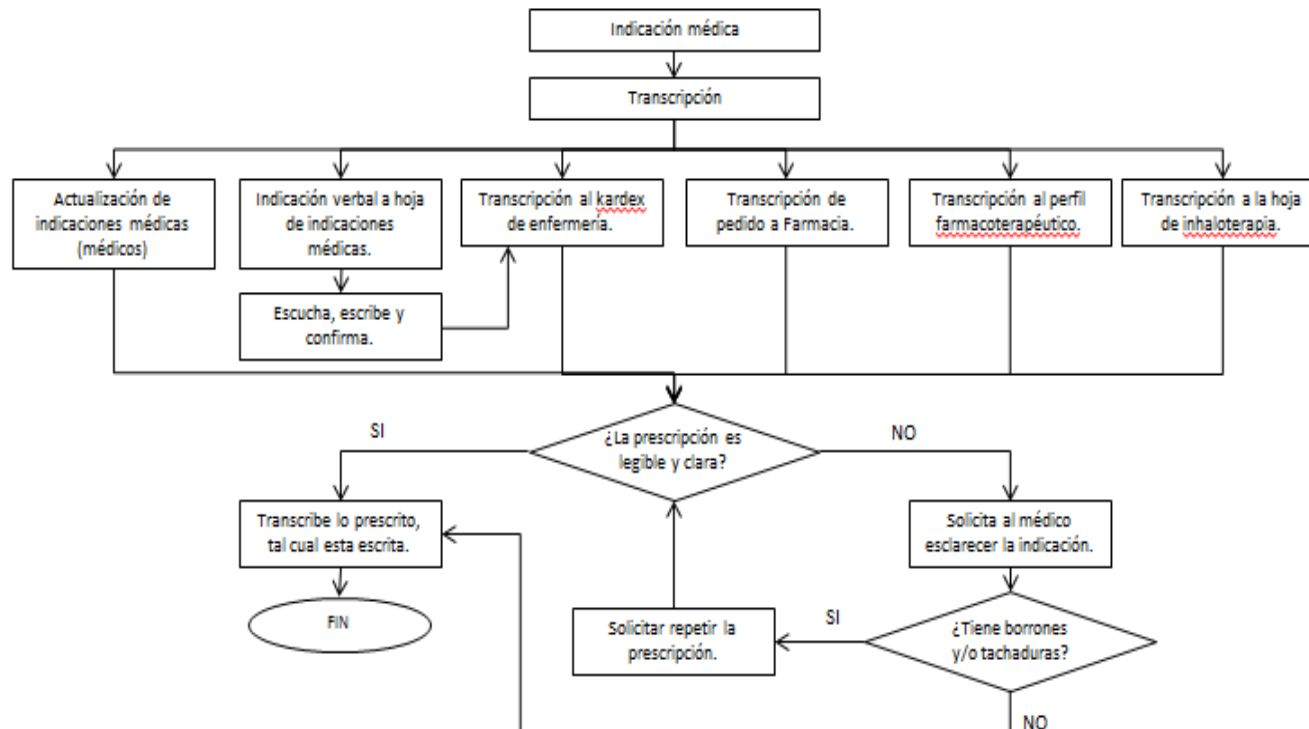 Indicación médica
Transcripción
Actualización de
indicaciones médicas
(médicos)
Indicación verbal a hoja
de indicaciones
médicas.
Transcripción al kardex
de enfermería.
Transcripción de
pedido a Farmacia.
Transcripción al perfil
farmacoterapéutico.
Transcripción a la hoja
de inhaloterapia.
Escucha, escribe y
confirma.
¿La prescripción es
legible y clara?
SI
NO
Transcribe lo prescrito,
tal cual esta escrita.
Solicita al médico
esclarecer la indicación.
FIN
Solicitar repetir la
prescripción.
SI
¿Tiene borrones
y/o tachaduras?
NO